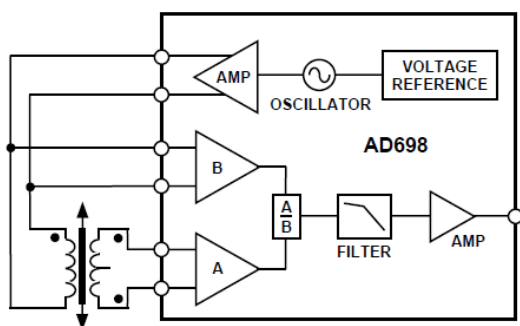 AMP
OSCILLATOR
VOLTAGE
REFERENCE
AD698
B
A
B
FILTER
AMP
A